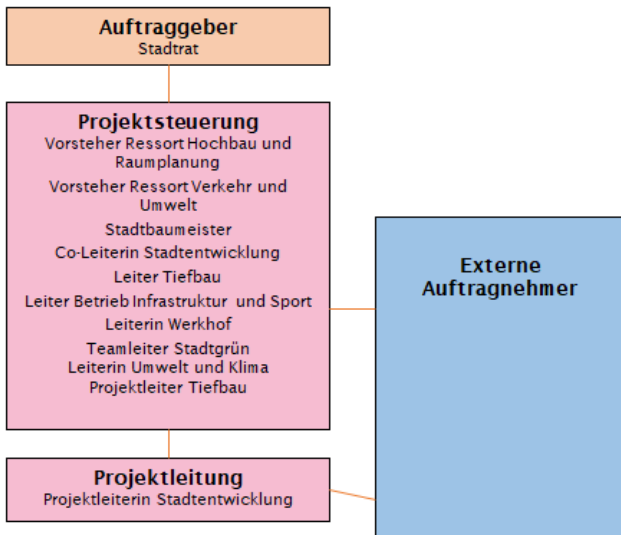 Auftraggeber
Stadtrat
Projektsteuerung
Vorsteher Ressort Hochbau und
Raumplanung
Vorsteher Ressort Verkehr und
Umwelt
Stadtbaumeister
Co-Leiterin Stadtentwicklung
Leiter Tiefbau
Leiter Betrieb Infrastruktur und Sport
Leiterin Werkhof
Teamleiter Stadtgrün
Leiterin Umwelt und Klima
Projektleiter Tiefbau
Externe
Auftragnehmer
Projektleitung
Projektleiterin Stadtentwicklung